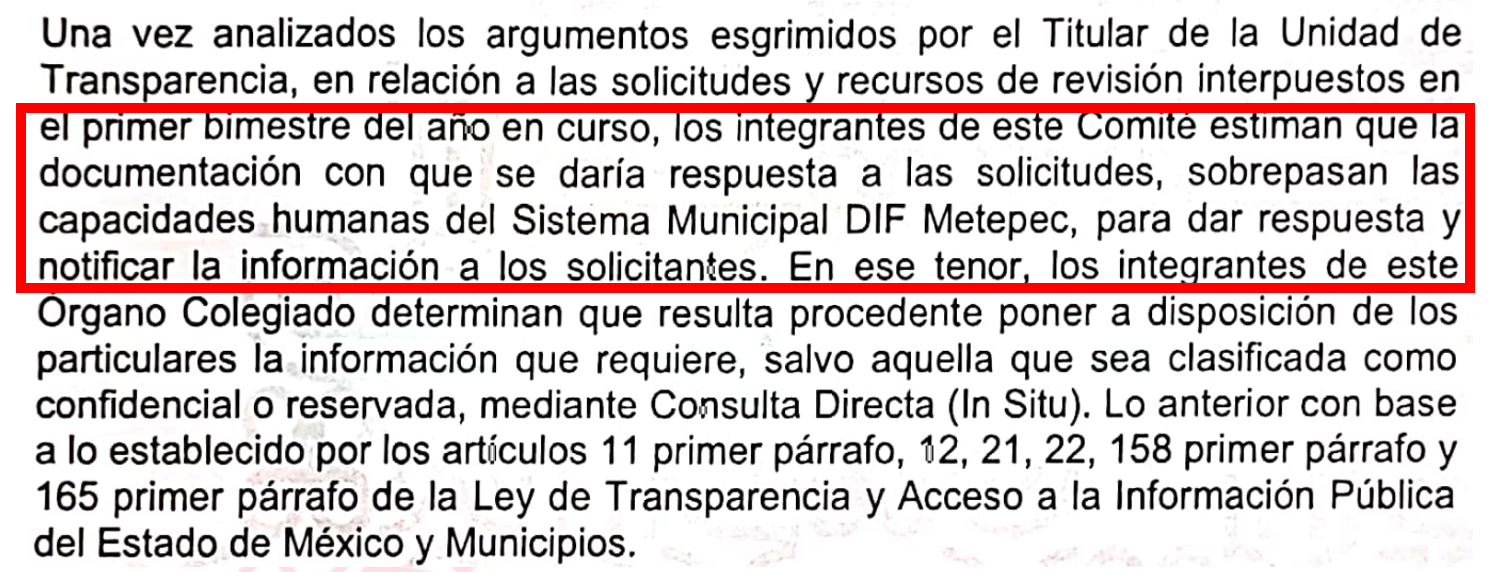 Una vez analizados los argumentos esgrimidos por el Titular de la Unidad de
Transparencia, en relación a las solicitudes y recursos de revisión interpuestos en
el primer bimestre del año en curso, los integrantes de este Comité estiman que la
documentación con que se daría respuesta a las solicitudes, sobrepasan las
capacidades humanas del Sistema Municipal DIF Metepec, para dar respuesta y
notificar la información a los solicitantes. En ese tenor, los integrantes de este
Órgano Colegiado determinan que resulta procedente poner a disposición de los
particulares la información que requiere, salvo aquella que sea clasificada como
confidencial o reservada, mediante Consulta Directa (In Situ). Lo anterior con base
a lo establecido por los artículos 11 primer párrafo, 12, 21, 22, 158 primer párrafo y
165 primer párrafo de la Ley de Transparencia y Acceso a la Información Pública
del Estado de México y Municipios.